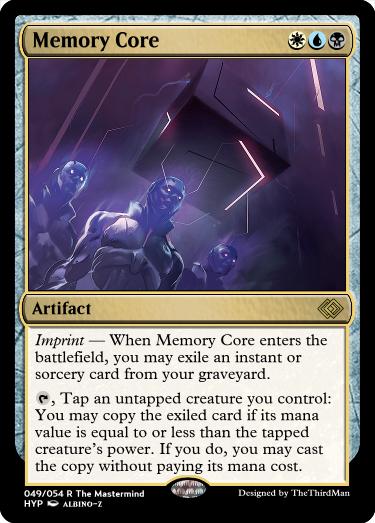 Memory Core
Artifact
Imprint — When Memory Core enters the
battlefield, you may exile an instant or
sorcery card from your graveyard.
, Tap an untapped creature you control:
You may copy the exiled card if its mana
value is equal to or less than the tapped
creature's power. If you do, you may cast
the copy without paying its mana cost.
049/054 R The Mastermind
HYP ALBINO-Z
Designed by TheThirdMan